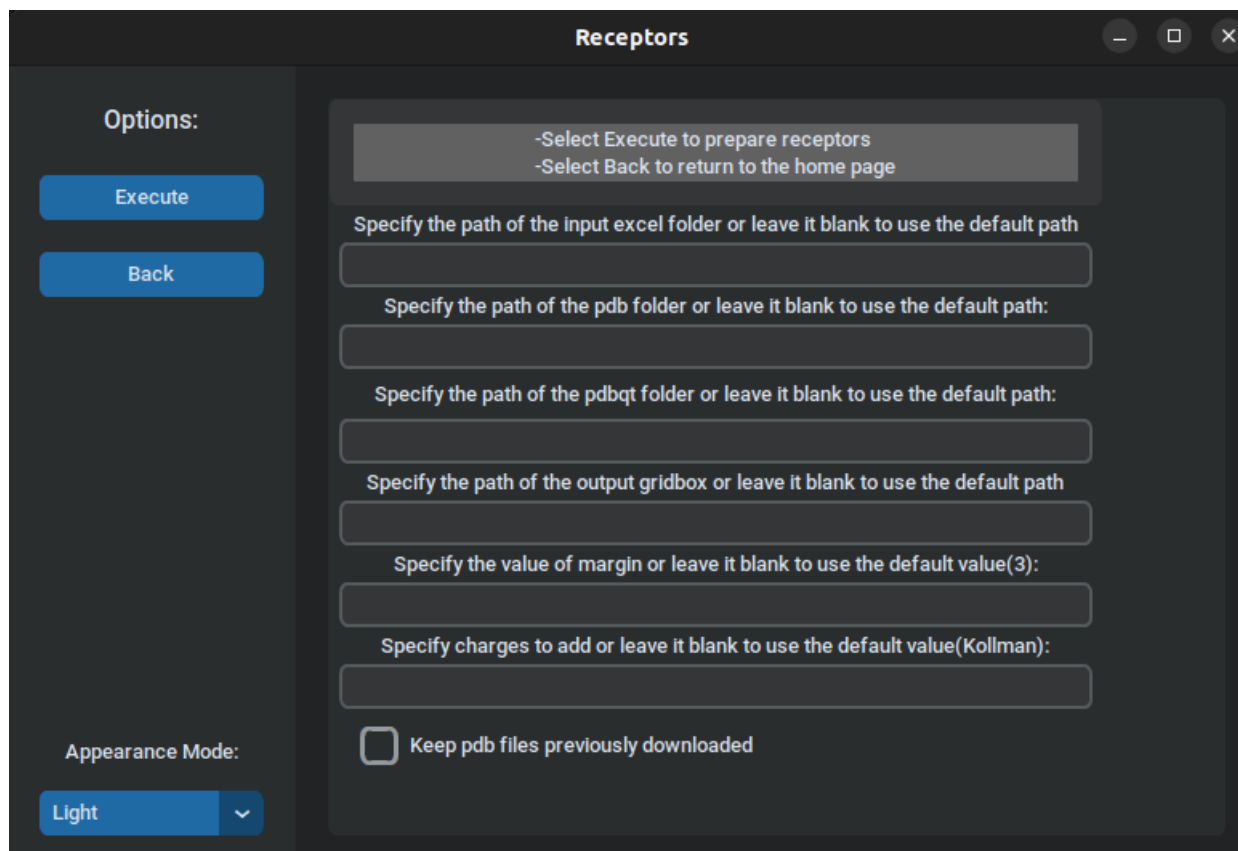 Receptors
Options:
Execute
Back
-Select Execute to prepare receptors
-Select Back to return to the home page
Specify the path of the input excel folder or leave it blank to use the default path
Specify the path of the pdb folder or leave it blank to use the default path:
Specify the path of the pdbqt folder or leave it blank to use the default path:
Specify the path of the output gridbox or leave it blank to use the default path
Specify the value of margin or leave it blank to use the default value(3):
Specify charges to add or leave it blank to use the default value(Kollman):
Keep pdb files previously downloaded
Appearance Mode:
Light